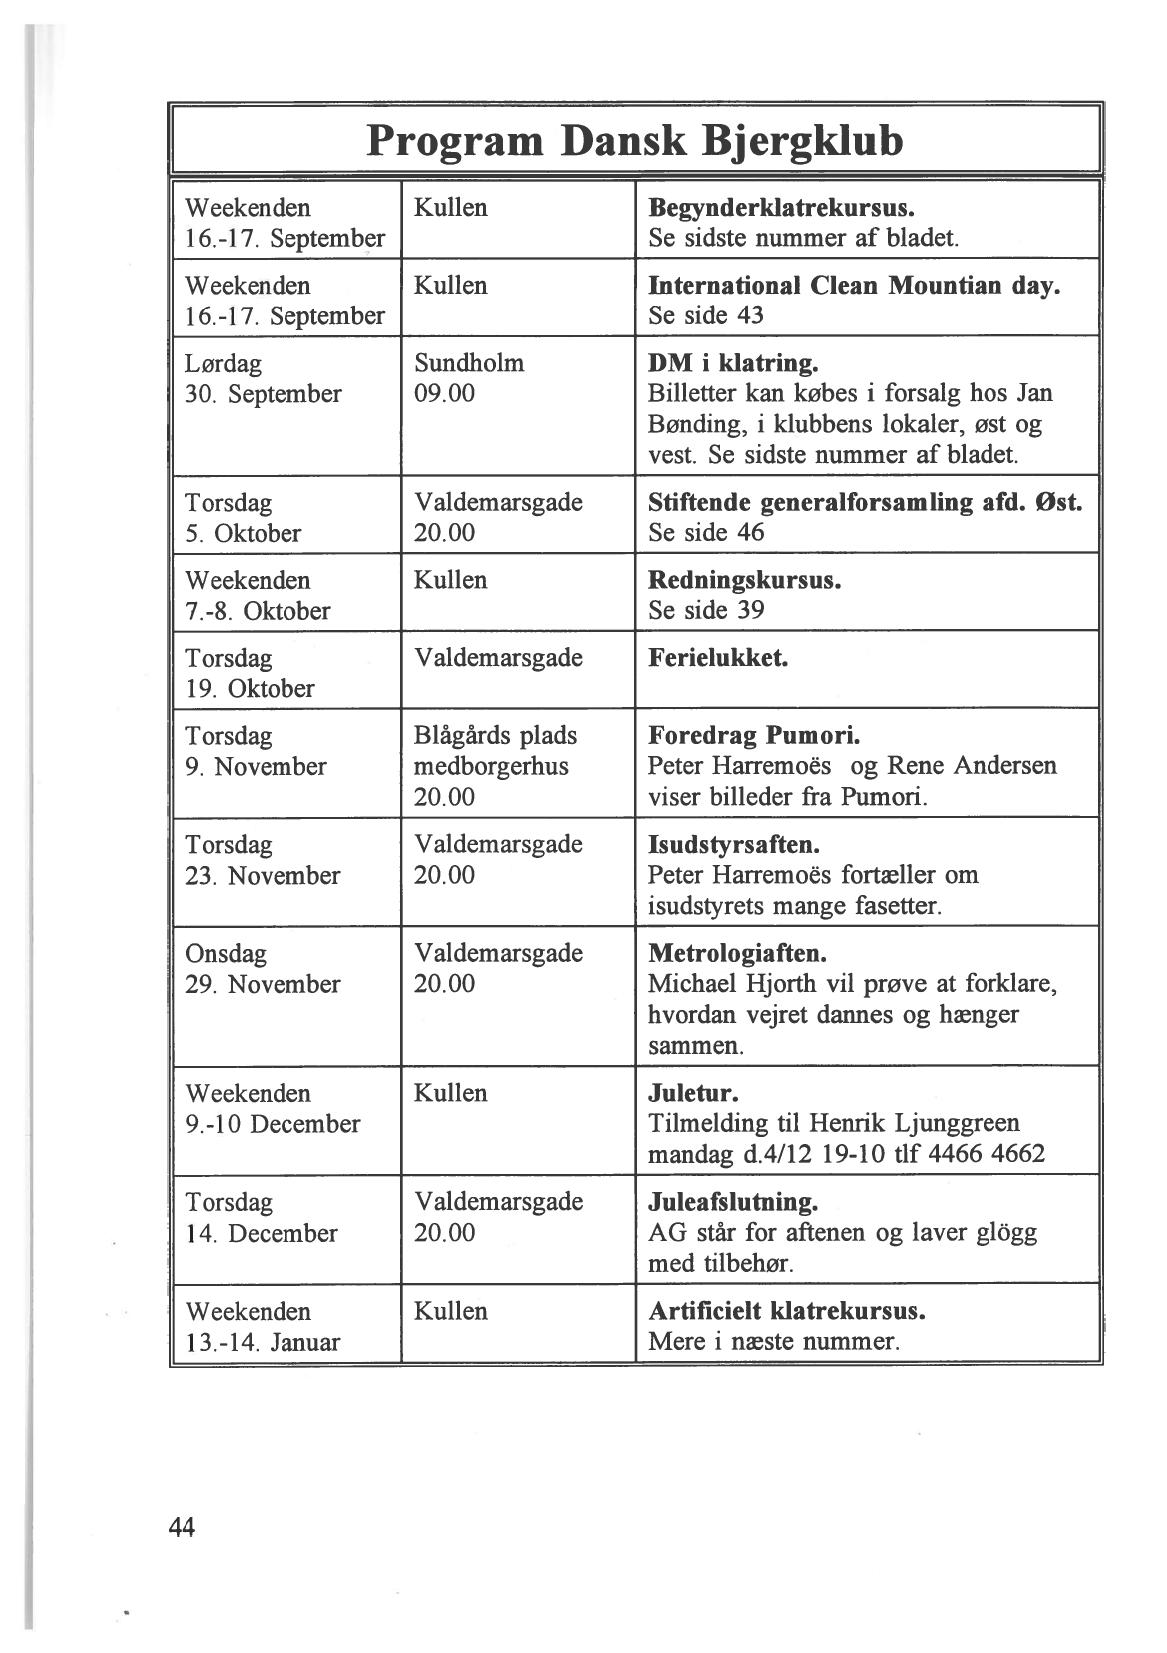 Program Dansk Bjergklub
Weekenden
16.-17. September
Kullen
Begynderklatrekursus.
Se sidste nummer af bladet.
Weekenden
16.-17. September
Kullen
International Clean Mountian day.
Se side 43
Lørdag
30. September
Sundholm
09.00
DM i klatring.
Billetter kan købes i forsalg hos Jan
Bønding, i klubbens lokaler, øst og
vest. Se sidste nummer af bladet.
Torsdag
5. Oktober
Valdemarsgade
20.00
Stiftende generalforsamling afd. Øst.
Se side 46
Weekenden
7.-8. Oktober
Kullen
Redningskursus.
Se side 39
Torsdag
19. Oktober
Valdemarsgade
Ferielukket.
Torsdag
9. November
Blågårds plads
medborgerhus
20.00
Foredrag Pumori.
Peter Harremoës og Rene Andersen
viser billeder fra Pumori.
Torsdag
23. November
Valdemarsgade
20.00
Isudstyrsaften.
Peter Harremoës fortæller om
isudstyrets mange fasetter.
Onsdag
29. November
Valdemarsgade
20.00
Metrologiaften.
Michael Hjorth vil prøve at forklare,
hvordan vejret dannes og hænger
sammen.
Weekenden
9.-10 December
Kullen
Juletur.
Tilmelding til Henrik Ljunggreen
mandag d.4/12 19-10 tlf 4466 4662
Torsdag
14. December
Valdemarsgade
20.00
Juleafslutning.
AG står for aftenen og laver glögg
med tilbehør.
Weekenden
13.-14. Januar
Kullen
Artificielt klatrekursus.
Mere i næste nummer.
44